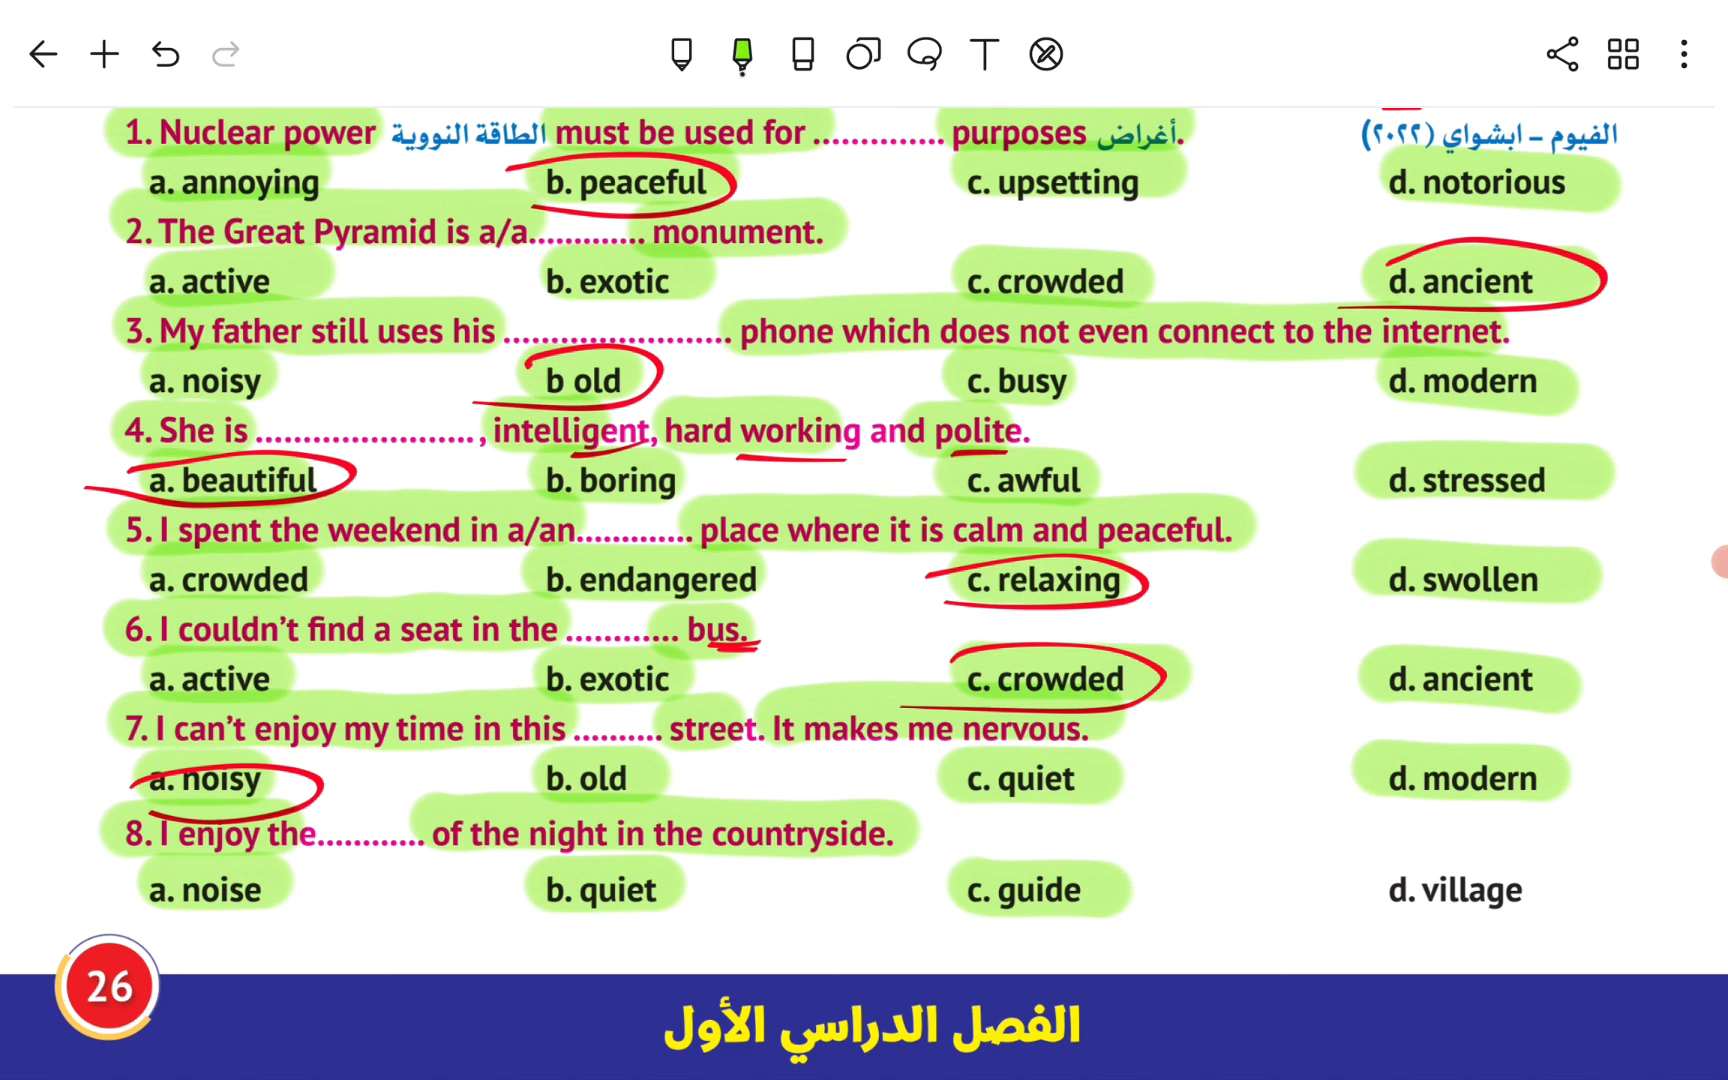 1. Nuclear power الطاقة النووية must be used for .............. purposes أغراض. الفيوم - ابشواي (٢٠٢٢)
a. annoying b. peaceful c. upsetting d. notorious
2. The Great Pyramid is a/a............. monument.
a. active b. exotic c. crowded d. ancient
3. My father still uses his ......................... phone which does not even connect to the internet.
a. noisy b old c. busy d. modern
4. She is ........................, intelligent, hard working and polite.
a. beautiful b. boring c. awful d. stressed
5. I spent the weekend in a/an............. place where it is calm and peaceful.
a. crowded b. endangered c. relaxing d. swollen
6. I couldn't find a seat in the ............. bus.
a. active b. exotic c. crowded d. ancient
7. I can't enjoy my time in this .......... street. It makes me nervous.
a. noisy b. old c. quiet d. modern
8. I enjoy the............ of the night in the countryside.
a. noise b. quiet c. guide d. village
26
الفصل الدراسي الأول